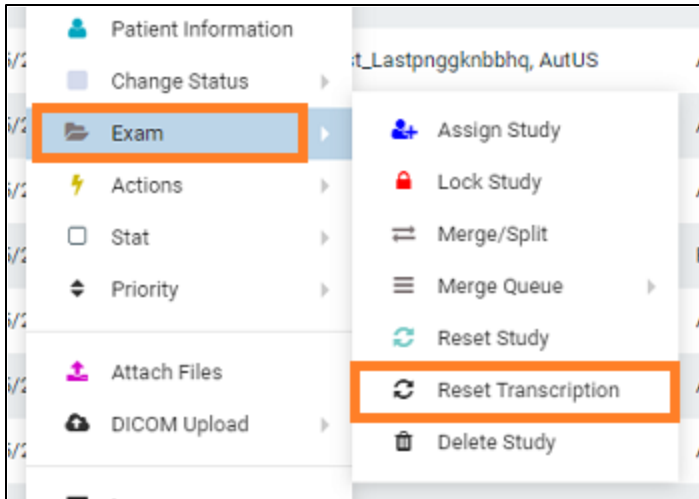 Patient Information
st_Lastpnggknbbhq, AutUS
Change Status
Exam
Assign Study
Actions
Lock Study
Stat
Merge/Split
Priority
Merge Queue
Reset Study
Attach Files
Reset Transcription
DICOM Upload
Delete Study